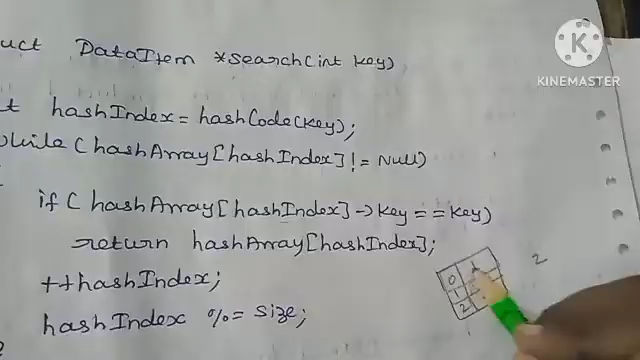 uct DataItem *search(int key)
t hashIndex = hashCode(key);
while (hashArray[hashIndex] != Null)
if (hashArray[hashIndex]->key == key)
return hashArray[hashIndex];
++hashIndex;
hashIndex %= size;
0
1
2
2
K
KINEMASTER